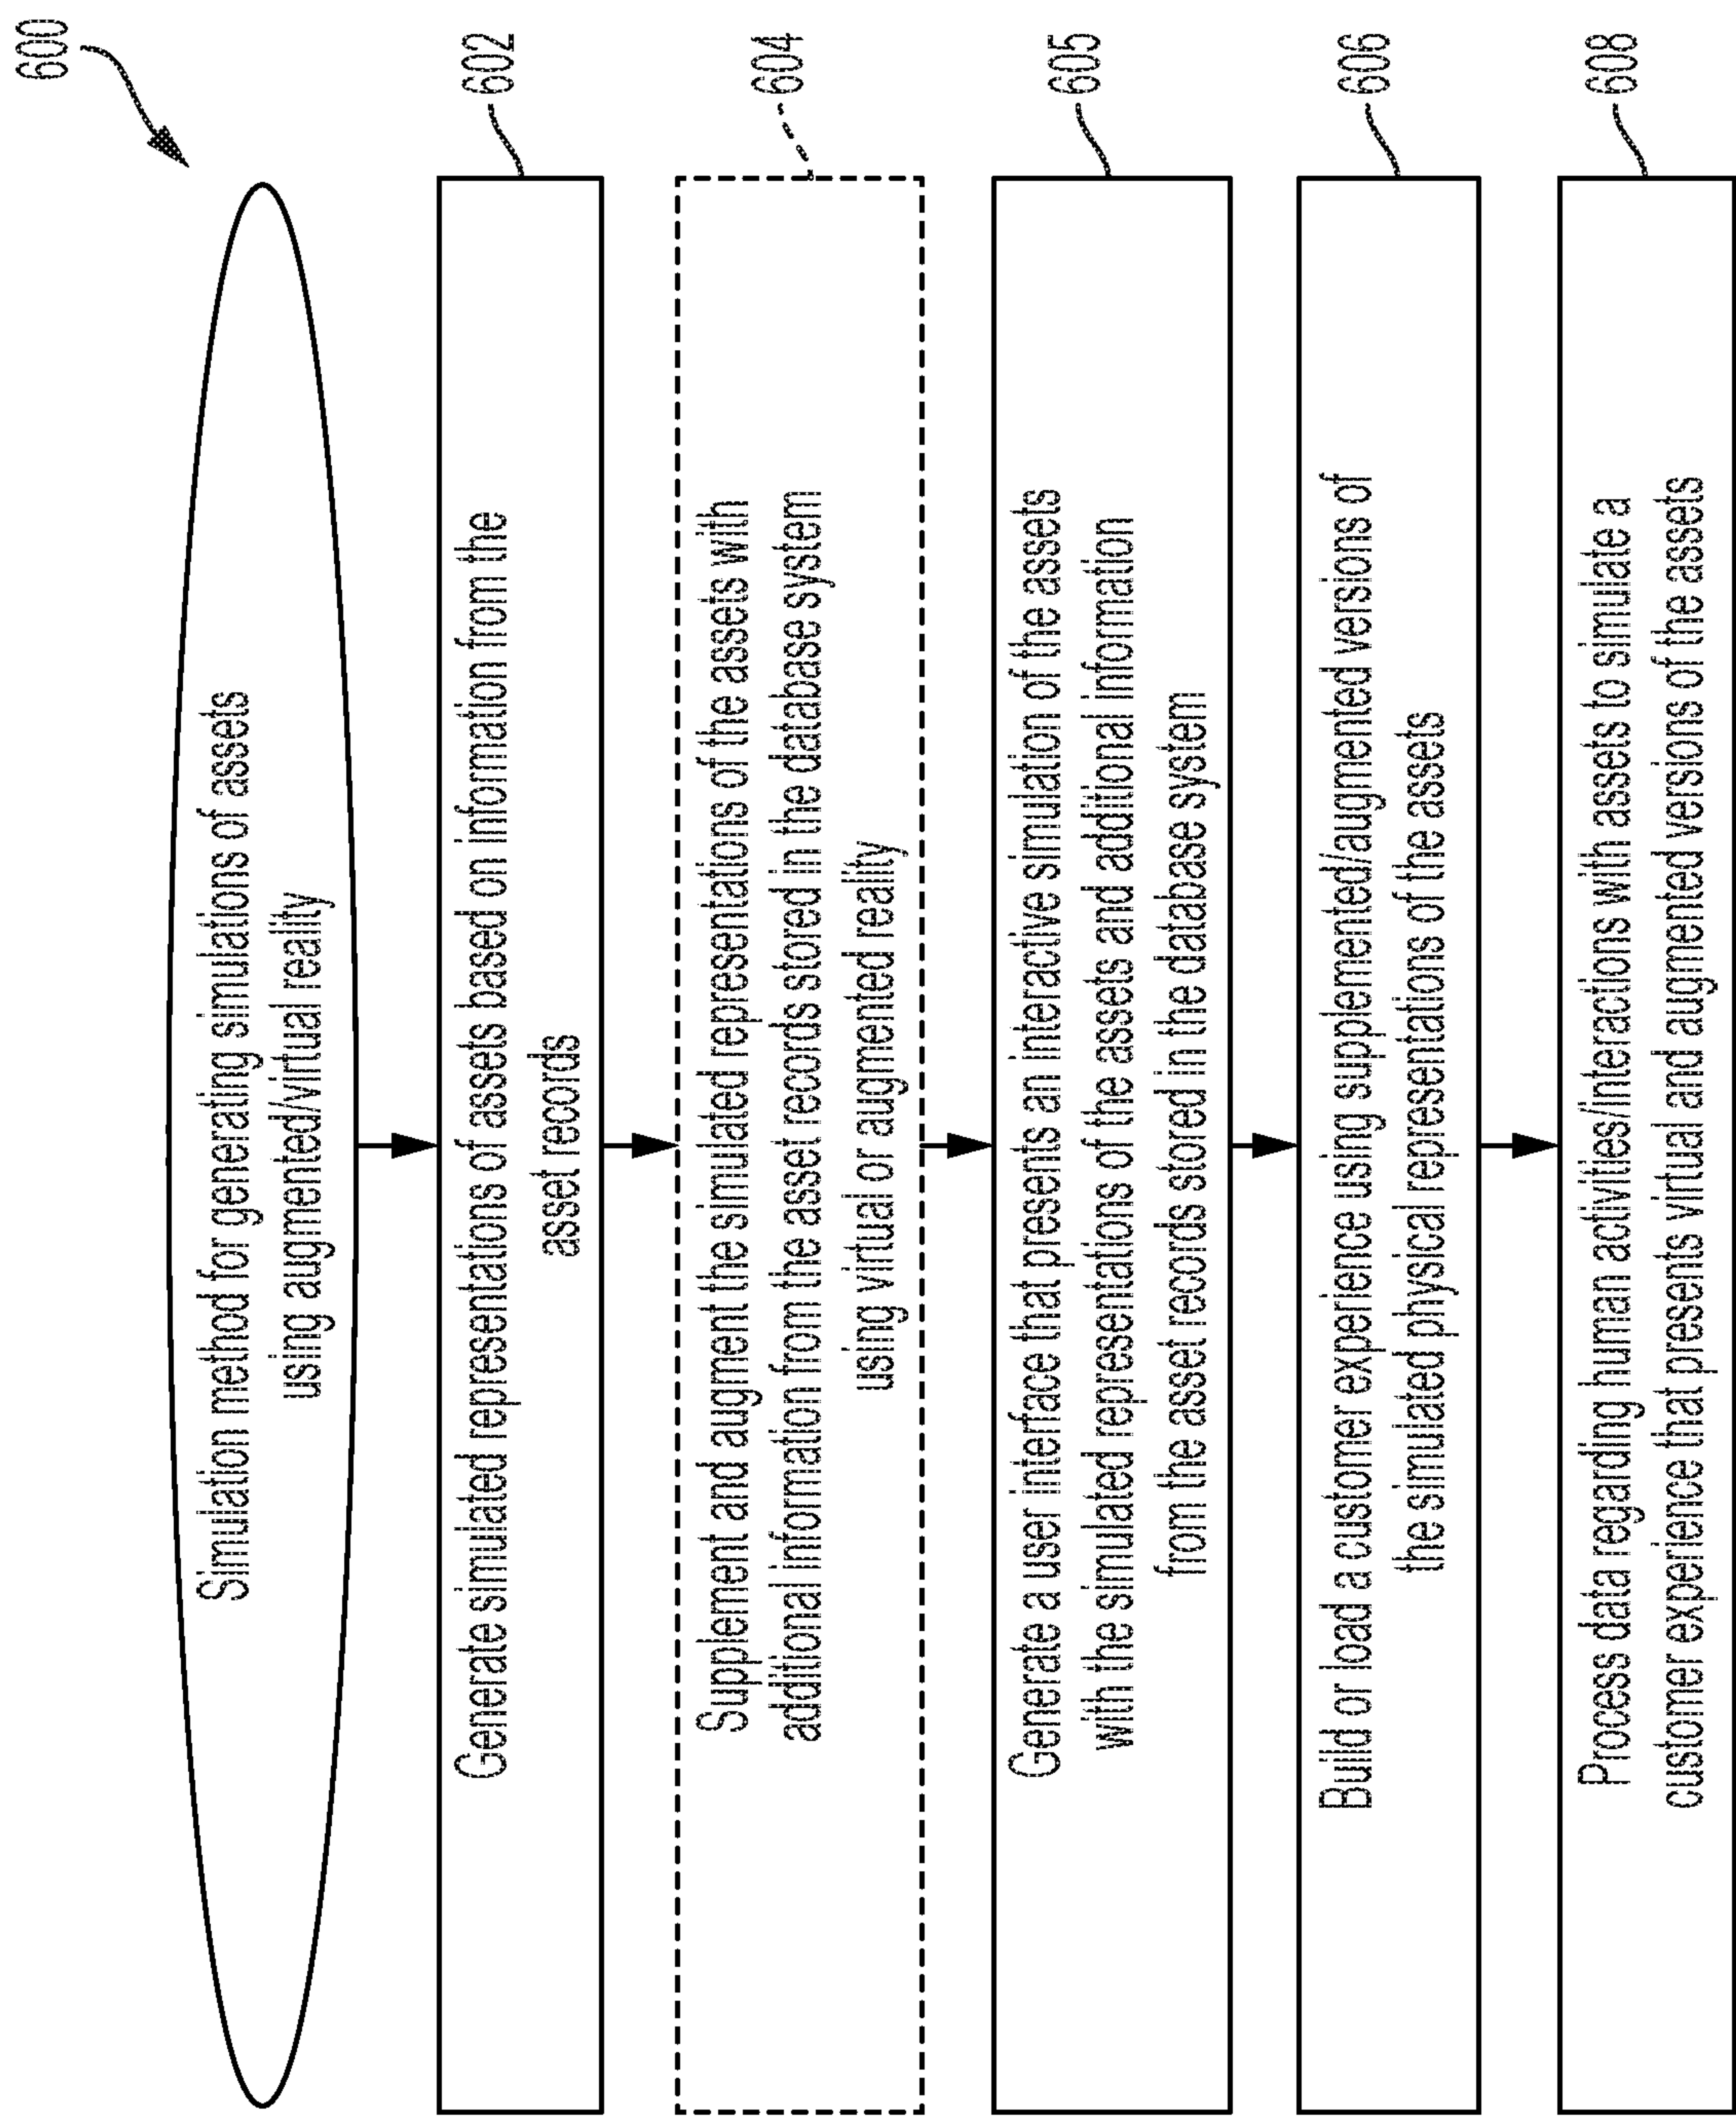 600
Simulation method for generating simulations of assets
using augmented/virtual reality
602
Generate simulated representations of assets based on information from the
asset records
604
Supplement and augment the simulated representations of the assets with
additional information from the asset records stored in the database system
using virtual or augmented reality
605
Generate a user interface that presents an interactive simulation of the assets
with the simulated representations of the assets and additional information
from the asset records stored in the database system
606
Build or load a customer experience using supplemented/augmented versions of
the simulated physical representations of the assets
608
Process data regarding human activities/interactions with assets to simulate a
customer experience that presents virtual and augmented versions of the assets